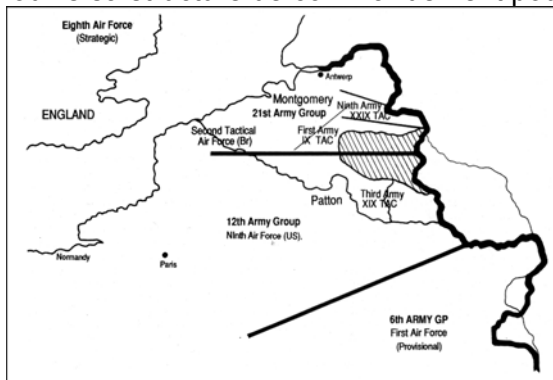 Eighth Air Force
(Strategic)
ENGLAND
Antwerp
Montgomery
21st Army Group
Ninth Army
XXIX TAC
Second Tactical
Air Force (Br)
First Army
IX TAC
Third Army
XIX TAC
Patton
12th Army Group
Ninth Air Force (US).
Normandy
Paris
6th ARMY GP
First Air Force
(Provisional)